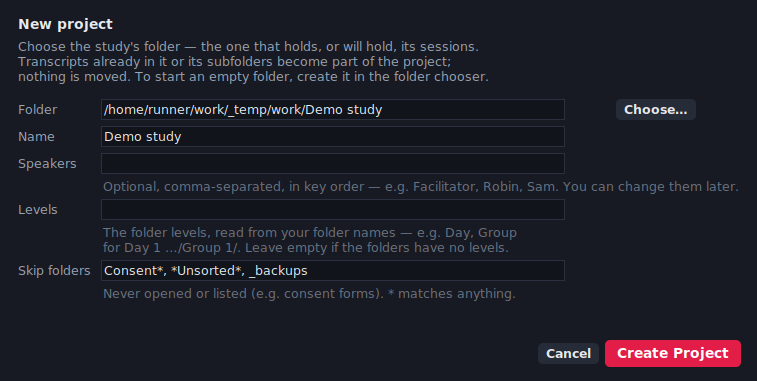 New project
Choose the study's folder — the one that holds, or will hold, its sessions.
Transcripts already in it or its subfolders become part of the project;
nothing is moved. To start an empty folder, create it in the folder chooser.
Folder /home/runner/work/_temp/work/Demo study Choose...
Name Demo study
Speakers
Optional, comma-separated, in key order — e.g. Facilitator, Robin, Sam. You can change them later.
Levels
The folder levels, read from your folder names — e.g. Day, Group
for Day 1 .../Group 1/. Leave empty if the folders have no levels.
Skip folders Consent*, *Unsorted*, _backups
Never opened or listed (e.g. consent forms). * matches anything.
Cancel Create Project